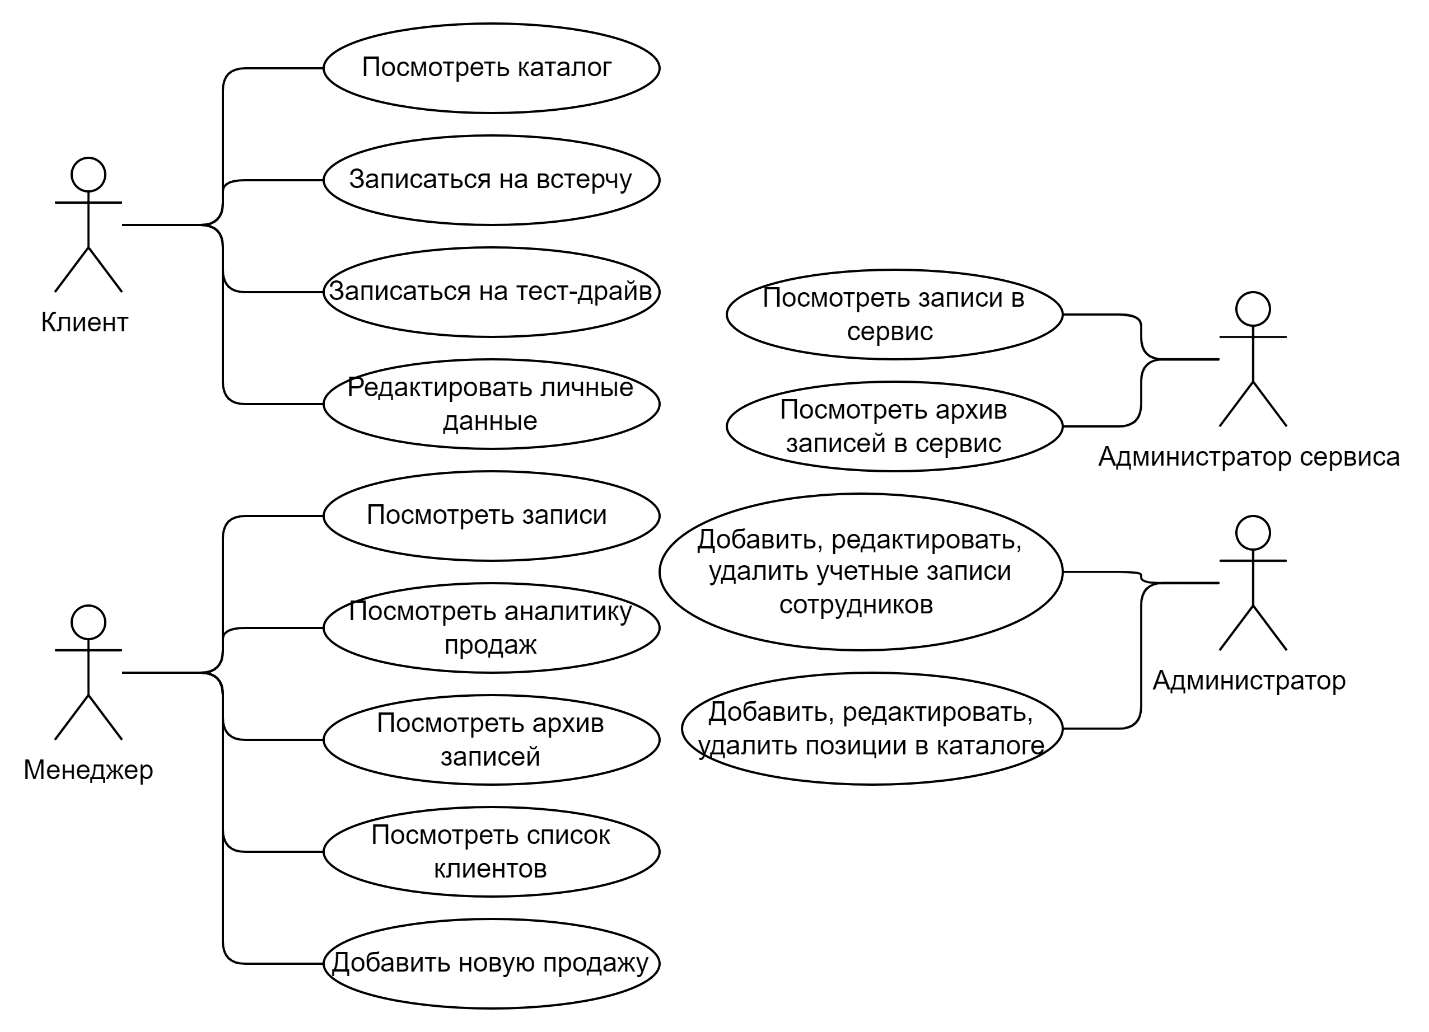 Посмотреть каталог
Записаться на встерчу
Записаться на тест-драйв
Редактировать личные
данные
Клиент
Посмотреть записи
Посмотреть аналитику
продаж
Посмотреть архив
записей
Посмотреть список
клиентов
Добавить новую продажу
Менеджер
Посмотреть записи в
сервис
Посмотреть архив
записей в сервис
Администратор сервиса
Добавить, редактировать,
удалить учетные записи
сотрудников
Добавить, редактировать,
удалить позиции в каталоге
Администратор